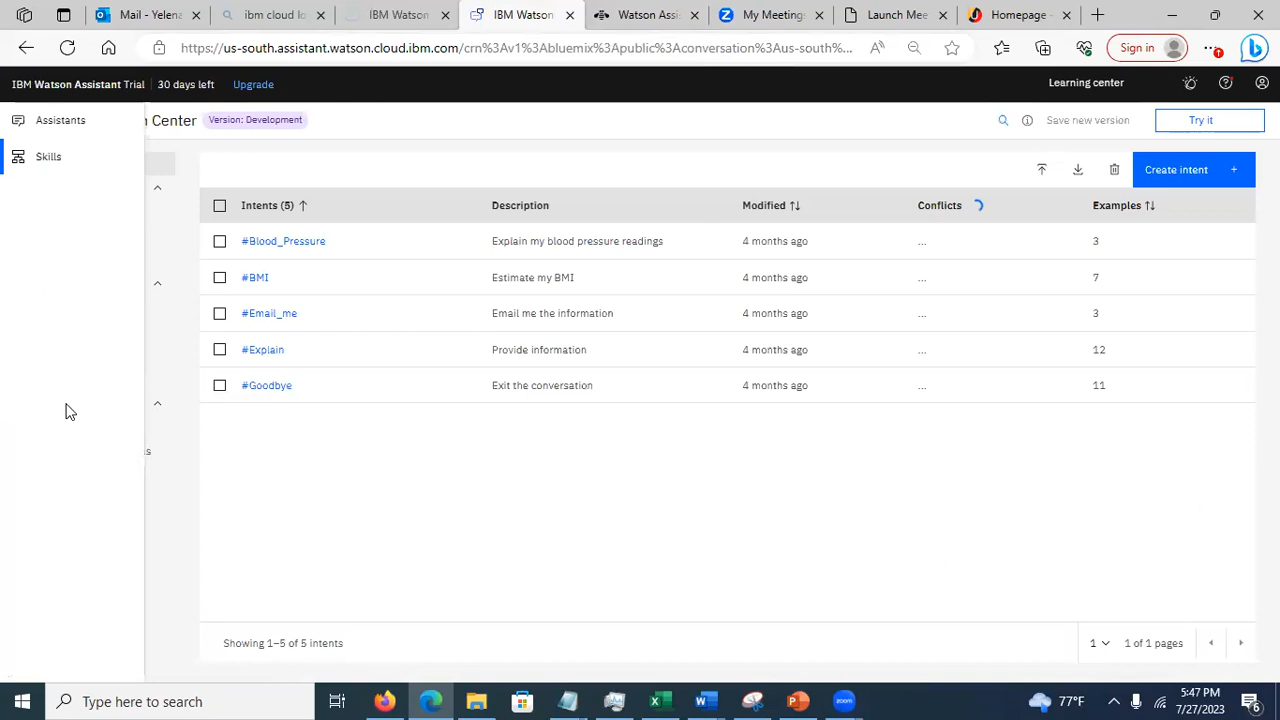 Mail - Yelena
ibm cloud lo
IBM Watson
IBM Watson
Watson Assi
My Meetings
Launch Mee
Homepage -
https://us-south.assistant.watson.cloud.ibm.com/crn%3Av1%3Abluemix%3Apublic%3Aconversation%3Aus-south%...
Sign in
IBM Watson Assistant Trial
30 days left
Upgrade
Learning center
Assistants
n Center
Version: Development
Save new version
Try it
Skills
Create intent +
Intents (5)
Description
Modified
Conflicts
Examples
#Blood_Pressure
Explain my blood pressure readings
4 months ago
...
3
#BMI
Estimate my BMI
4 months ago
...
7
#Email_me
Email me the information
4 months ago
...
3
#Explain
Provide information
4 months ago
...
12
#Goodbye
Exit the conversation
4 months ago
...
11
s
Showing 1–5 of 5 intents
1
1 of 1 pages
Type here to search
zoom
77°F
5:47 PM
7/27/2023
6